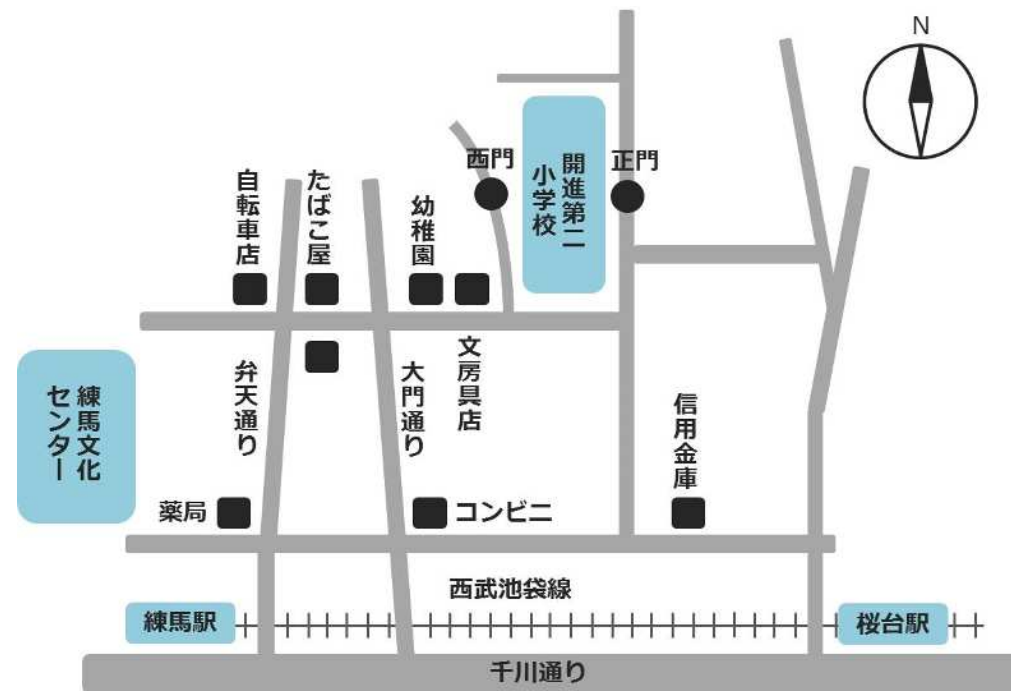 N
西門
開進第二
小学校
正門
自転車店
たばこ屋
幼稚園
練馬文化
センター
弁天通り
大門通り
文房具店
信用金庫
薬局
コンビニ
西武池袋線
練馬駅
桜台駅
千川通り